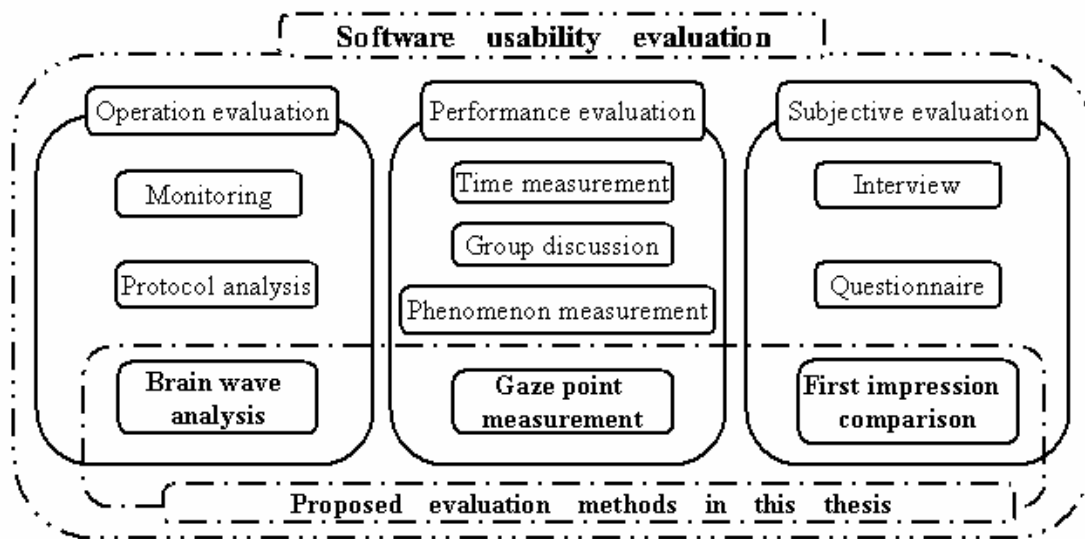 Software usability evaluation
Operation evaluation
Monitoring
Protocol analysis
Brain wave
analysis
Performance evaluation
Time measurement
Group discussion
Phenomenon measurement
Gaze point
measurement
Subjective evaluation
Interview
Questionnaire
First impression
comparison
Proposed evaluation methods in this thesis